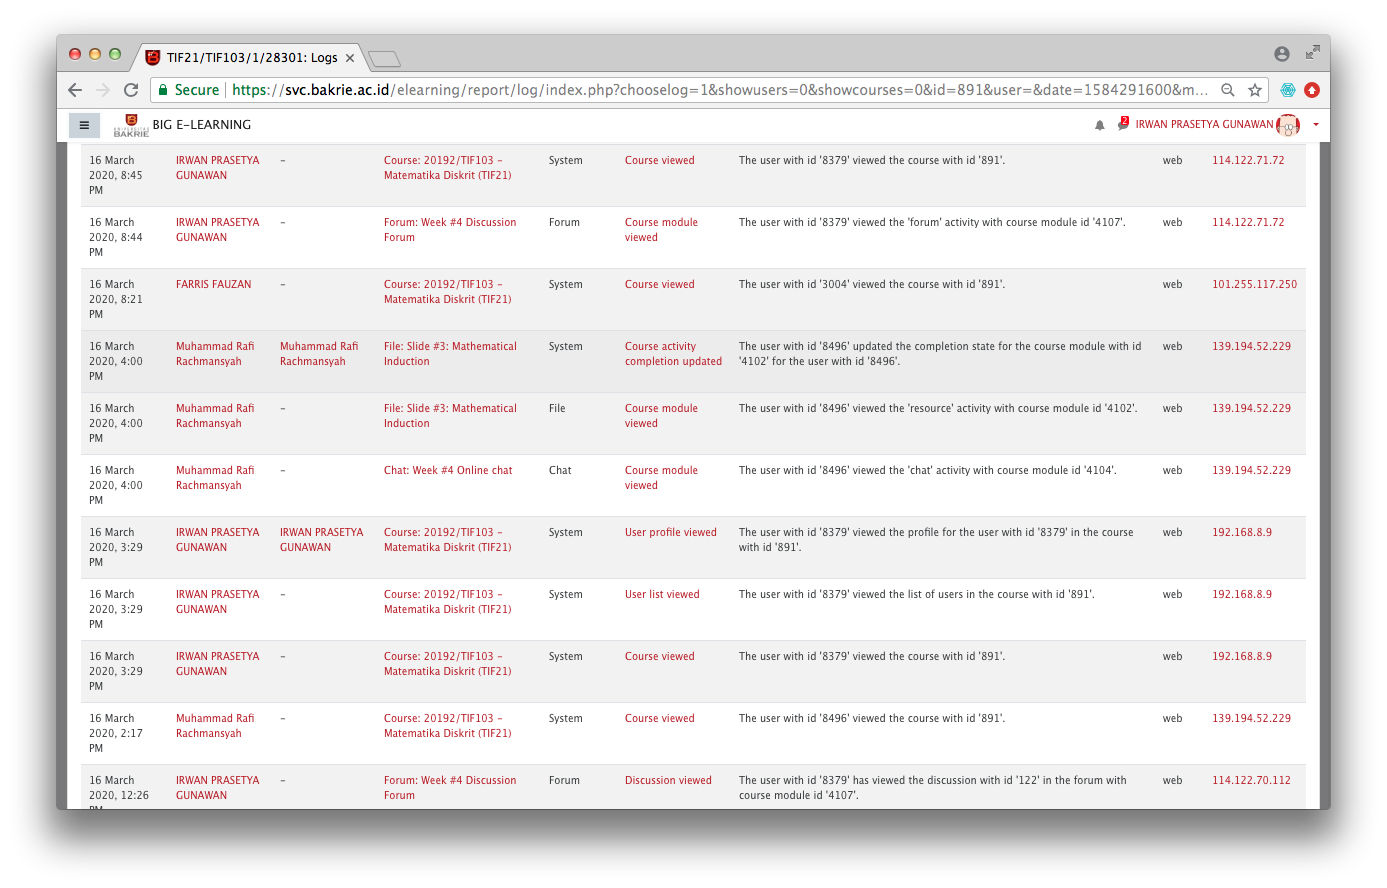 TIF21/TIF103/1/28301: Logs
Secure https://svc.bakrie.ac.id/elearning/report/log/index.php?chooselog=1&showusers=0&showcourses=0&id=891&user=&date=1584291600&m...
UNIVERSITAS
BAKRIE
BIG E-LEARNING
2
IRWAN PRASETYA GUNAWAN
16 March IRWAN PRASETYA – Course: 20192/TIF103 – System Course viewed The user with id '8379' viewed the course with id '891'. web 114.122.71.72
2020, 8:45 GUNAWAN Matematika Diskrit (TIF21)
PM
16 March IRWAN PRASETYA – Forum: Week #4 Discussion Forum Course module The user with id '8379' viewed the 'forum' activity with course module id '4107'. web 114.122.71.72
2020, 8:44 GUNAWAN Forum viewed
PM
16 March FARRIS FAUZAN – Course: 20192/TIF103 – System Course viewed The user with id '3004' viewed the course with id '891'. web 101.255.117.250
2020, 8:21 Matematika Diskrit (TIF21)
PM
16 March Muhammad Rafi Muhammad Rafi File: Slide #3: Mathematical System Course activity The user with id '8496' updated the completion state for the course module with id web 139.194.52.229
2020, 4:00 Rachmansyah Rachmansyah Induction completion updated '4102' for the user with id '8496'.
PM
16 March Muhammad Rafi – File: Slide #3: Mathematical File Course module The user with id '8496' viewed the 'resource' activity with course module id '4102'. web 139.194.52.229
2020, 4:00 Rachmansyah Induction viewed
PM
16 March Muhammad Rafi – Chat: Week #4 Online chat Chat Course module The user with id '8496' viewed the 'chat' activity with course module id '4104'. web 139.194.52.229
2020, 4:00 Rachmansyah viewed
PM
16 March IRWAN PRASETYA IRWAN PRASETYA Course: 20192/TIF103 – System User profile viewed The user with id '8379' viewed the profile for the user with id '8379' in the course web 192.168.8.9
2020, 3:29 GUNAWAN GUNAWAN Matematika Diskrit (TIF21) with id '891'.
PM
16 March IRWAN PRASETYA – Course: 20192/TIF103 – System User list viewed The user with id '8379' viewed the list of users in the course with id '891'. web 192.168.8.9
2020, 3:29 GUNAWAN Matematika Diskrit (TIF21)
PM
16 March IRWAN PRASETYA – Course: 20192/TIF103 – System Course viewed The user with id '8379' viewed the course with id '891'. web 192.168.8.9
2020, 3:29 GUNAWAN Matematika Diskrit (TIF21)
PM
16 March Muhammad Rafi – Course: 20192/TIF103 – System Course viewed The user with id '8496' viewed the course with id '891'. web 139.194.52.229
2020, 2:17 Rachmansyah Matematika Diskrit (TIF21)
PM
16 March IRWAN PRASETYA – Forum: Week #4 Discussion Forum Discussion viewed The user with id '8379' has viewed the discussion with id '122' in the forum with web 114.122.70.112
2020, 12:26 GUNAWAN Forum course module id '4107'.
PM